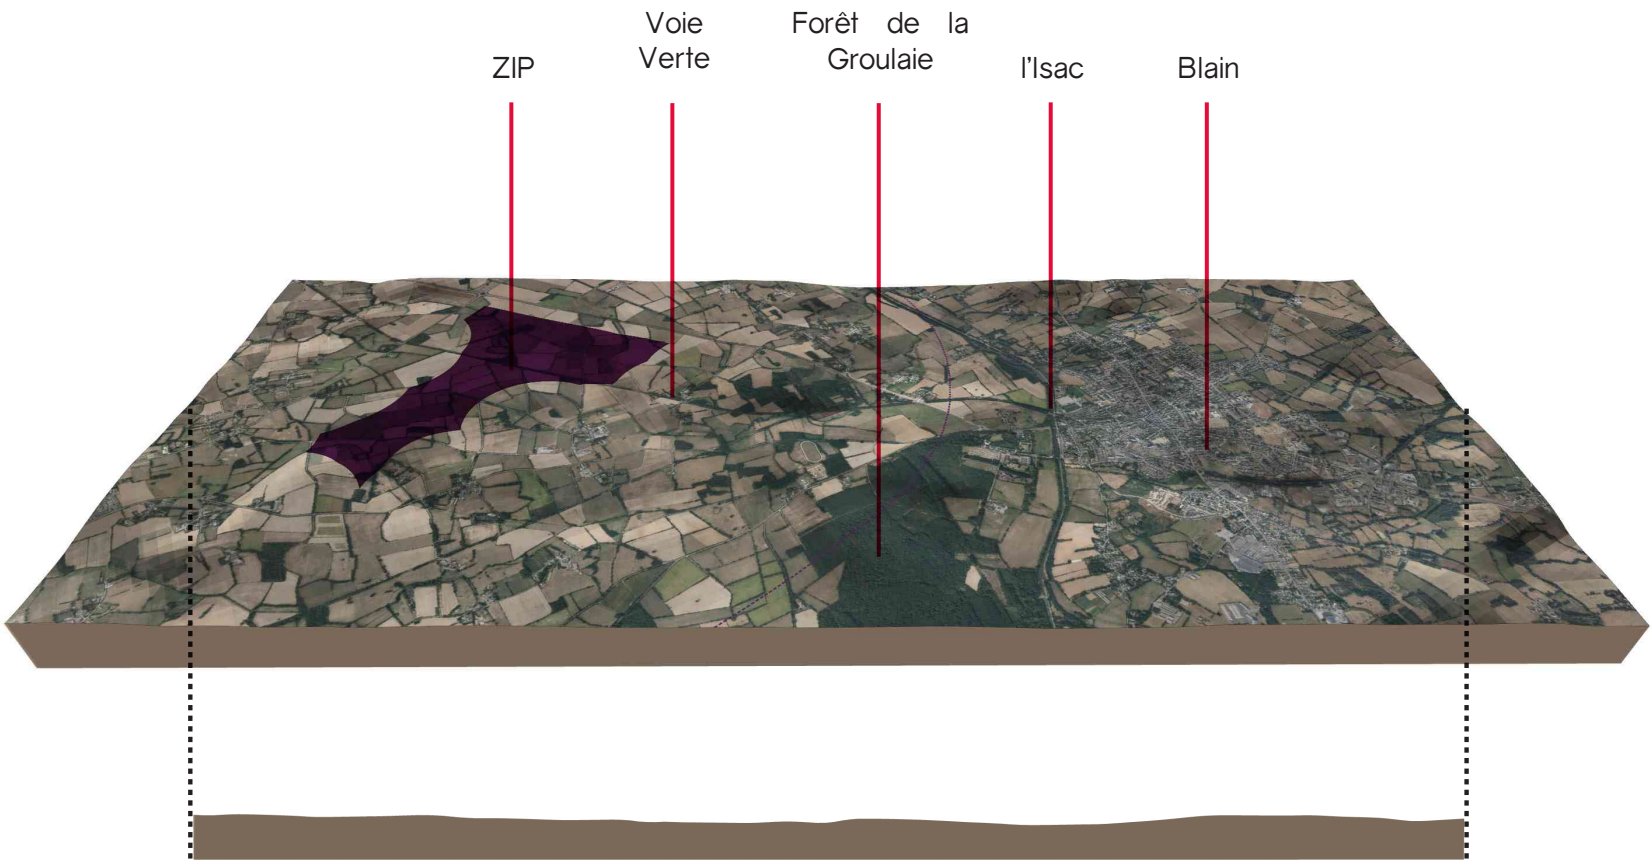 ZIP
Voie
Verte
Forêt de la
Groulaie
l'Isac
Blain